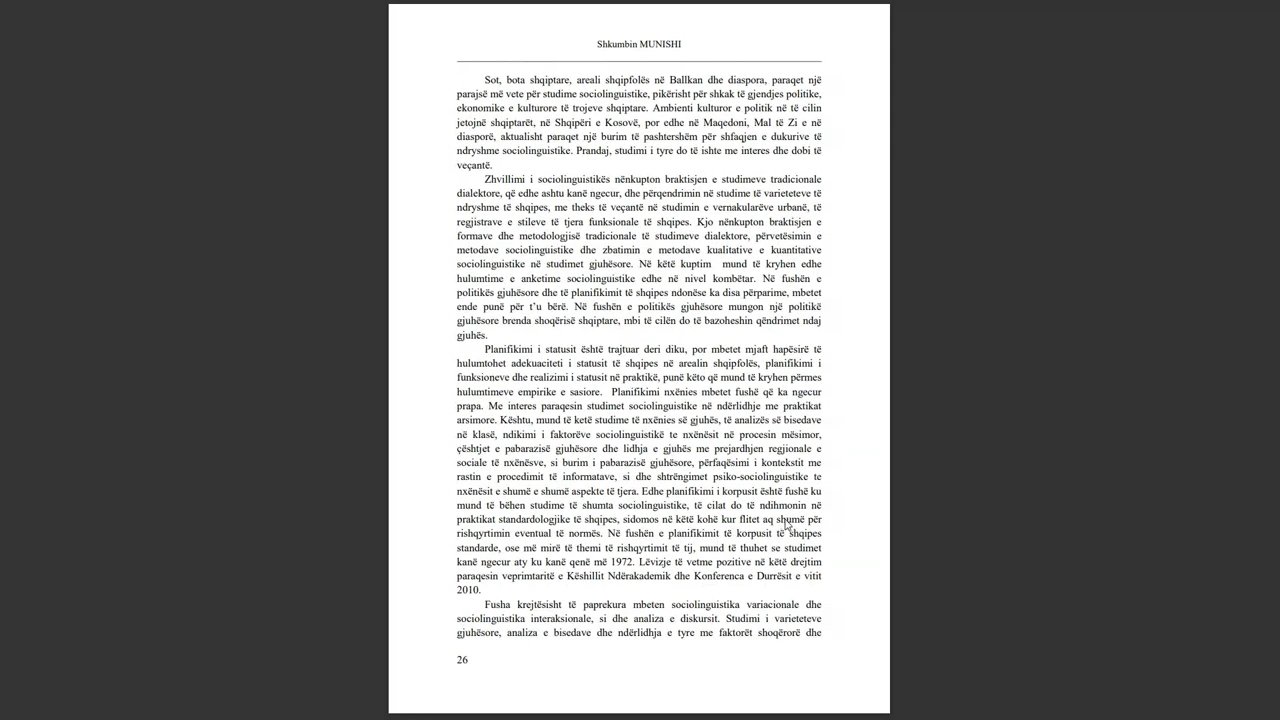 Shkumbin MUNISHI
Sot, bota shqiptare, areali shqipfolës në Ballkan dhe diaspora, paraqet një
parajsë më vete për studime sociolinguistike, pikërisht për shkak të gjendjes politike,
ekonomike e kulturore të trojeve shqiptare. Ambienti kulturor e politik në të cilin
jetojnë shqiptarët, në Shqipëri e Kosovë, por edhe në Maqedoni, Mal të Zi e në
diasporë, aktualisht paraqet një burim të pashtershëm për shfaqjen e dukurive të
ndryshme sociolinguistike. Prandaj, studimi i tyre do të ishte me interes dhe dobi të
veçantë.
Zhvillimi i sociolinguistikës nënkupton braktisjen e studimeve tradicionale
dialektore, që edhe ashtu kanë ngecur, dhe përqendrimin në studime të varieteteve të
ndryshme të shqipes, me theks të veçantë në studimin e vernakularëve urbanë, të
regjistrave e stileve të tjera funksionale të shqipes. Kjo nënkupton braktisjen e
formave dhe metodologjisë tradicionale të studimeve dialektore, përvetësimin e
metodave sociolinguistike dhe zbatimin e metodave kualitative e kuantitative
sociolinguistike në studimet gjuhësore. Në këtë kuptim mund të kryhen edhe
hulumtime e anketime sociolinguistike edhe në nivel kombëtar. Në fushën e
politikës gjuhësore dhe të planifikimit të shqipes ndonëse ka disa përparime, mbetet
ende punë për t’u bërë. Në fushën e politikës gjuhësore mungon një politikë
gjuhësore brenda shoqërisë shqiptare, mbi të cilën do të bazoheshin qëndrimet ndaj
gjuhës.
Planifikimi i statusit është trajtuar deri diku, por mbetet mjaft hapësirë të
hulumtohet adekuaciteti i statusit të shqipes në arealin shqipfolës, planifikimi i
funksioneve dhe realizimi i statusit në praktikë, punë këto që mund të kryhen përmes
hulumtimeve empirike e sasiore. Planifikimi nxënies mbetet fushë që ka ngecur
prapa. Me interes paraqesin studimet sociolinguistike në ndërlidhje me praktikat
arsimore. Kështu, mund të ketë studime të nxënies së gjuhës, të analizës së bisedave
në klasë, ndikimi i faktorëve sociolinguistikë te nxënësit në procesin mësimor,
çështjet e pabarazisë gjuhësore dhe lidhja e gjuhës me prejardhjen regjionale e
sociale të nxënësve, si burim i pabarazisë gjuhësore, përfaqësimi i kontekstit me
rastin e procedimit të informatave, si dhe shtrëngimet psiko-sociolinguistike te
nxënësit e shumë e shumë aspekte të tjera. Edhe planifikimi i korpusit është fushë ku
mund të bëhen studime të shumta sociolinguistike, të cilat do të ndihmonin në
praktikat standardologjike të shqipes, sidomos në këtë kohë kur flitet aq shumë për
rishqyrtimin eventual të normës. Në fushën e planifikimit të korpusit të shqipes
standarde, ose më mirë të themi të rishqyrtimit të tij, mund të thuhet se studimet
kanë ngecur aty ku kanë qenë më 1972. Lëvizje të vetme pozitive në këtë drejtim
paraqesin veprimtaritë e Këshillit Ndërakademik dhe Konferenca e Durrësit e vitit
2010.
Fusha krejtësisht të paprekura mbeten sociolinguistika variacionale dhe
sociolinguistika interaksionale, si dhe analiza e diskursit. Studimi i varieteteve
gjuhësore, analiza e bisedave dhe ndërlidhja e tyre me faktorët shoqërorë dhe
26